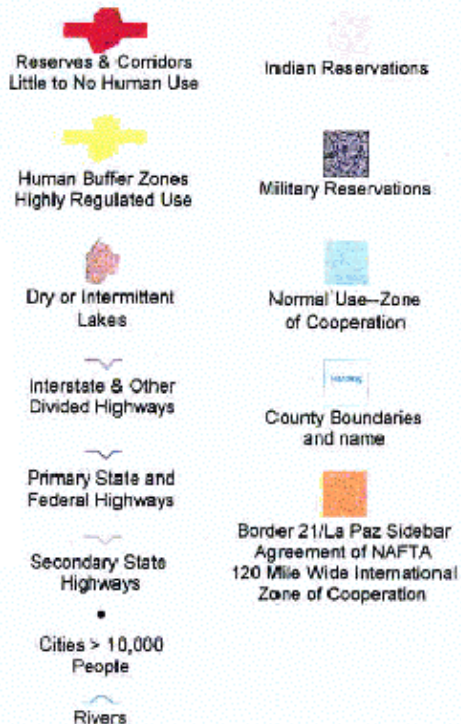 Reserves & Corridors
Little to No Human Use
Human Buffer Zones
Highly Regulated Use
Dry or Intermittent
Lakes
Interstate & Other
Divided Highways
Primary State and
Federal Highways
Secondary State
Highways
Cities > 10,000
People
Rivers
Indian Reservations
Military Reservations
Normal Use--Zone
of Cooperation
County Boundaries
and name
Border 21/La Paz Sidebar
Agreement of NAFTA
120 Mile Wide International
Zone of Cooperation